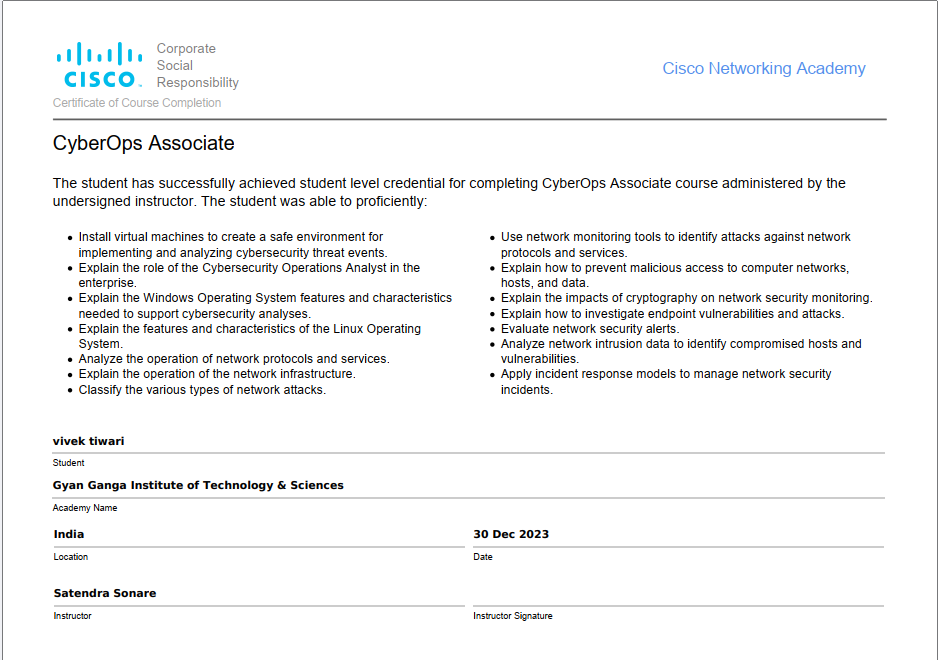 Corporate
Social
Responsibility
CISCO
Certificate of Course Completion
Cisco Networking Academy
CyberOps Associate
The student has successfully achieved student level credential for completing CyberOps Associate course administered by the
undersigned instructor. The student was able to proficiently:
Install virtual machines to create a safe environment for
implementing and analyzing cybersecurity threat events.
Explain the role of the Cybersecurity Operations Analyst in the
enterprise.
Explain the Windows Operating System features and characteristics
needed to support cybersecurity analyses.
Explain the features and characteristics of the Linux Operating
System.
Analyze the operation of network protocols and services.
Explain the operation of the network infrastructure.
Classify the various types of network attacks.
Use network monitoring tools to identify attacks against network
protocols and services.
Explain how to prevent malicious access to computer networks,
hosts, and data.
Explain the impacts of cryptography on network security monitoring.
Explain how to investigate endpoint vulnerabilities and attacks.
Evaluate network security alerts.
Analyze network intrusion data to identify compromised hosts and
vulnerabilities.
Apply incident response models to manage network security
incidents.
vivek tiwari
Student
Gyan Ganga Institute of Technology & Sciences
Academy Name
India
Location
30 Dec 2023
Date
Satendra Sonare
Instructor
Instructor Signature